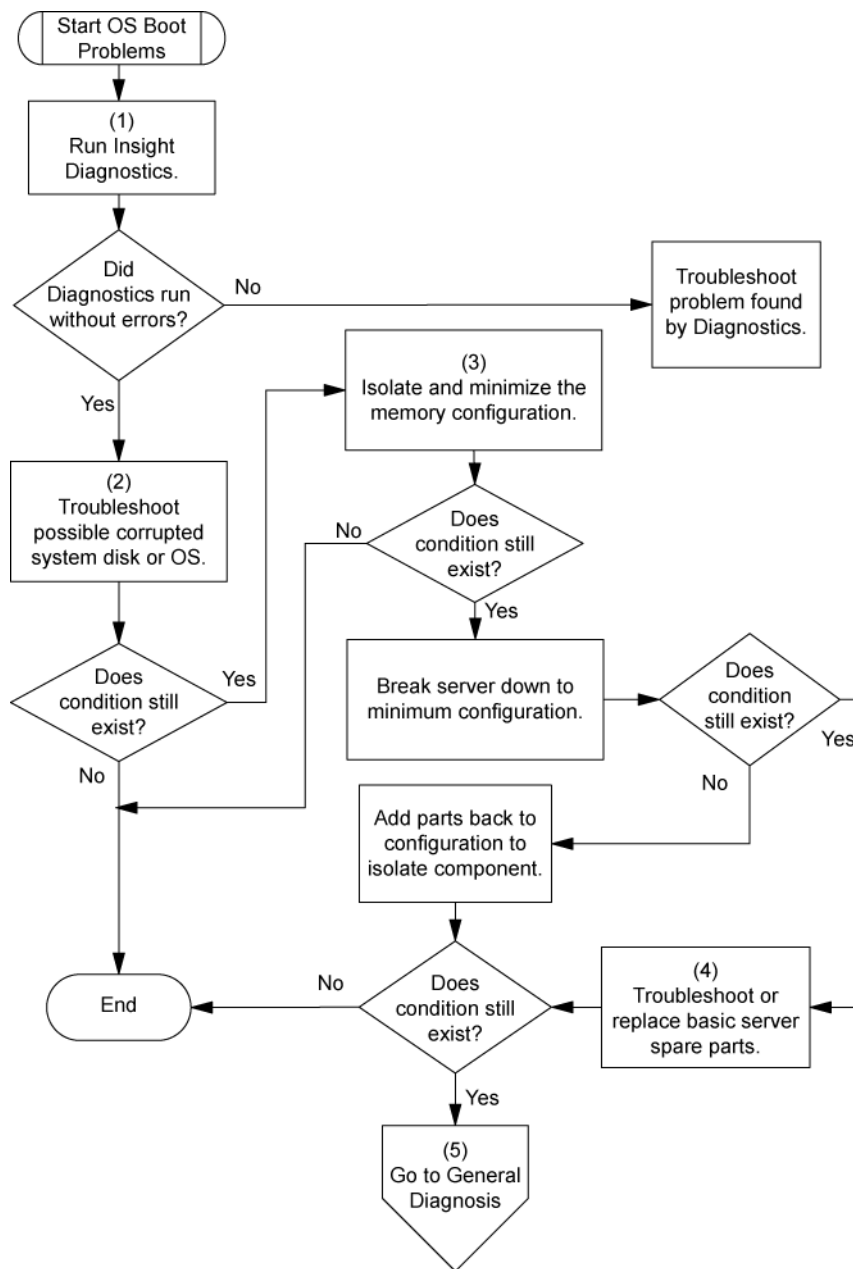 Start OS Boot
Problems
(1)
Run Insight
Diagnostics.
Did
Diagnostics run
without errors?
No
Troubleshoot
problem found
by Diagnostics.
Yes
(2)
Troubleshoot
possible corrupted
system disk or OS.
Does
condition still
exist?
Yes
No
(3)
Isolate and minimize the
memory configuration.
Does
condition still
exist?
No
Yes
Break server down to
minimum configuration.
Does
condition
still exist?
Yes
No
Add parts back to
configuration to
isolate component.
Does
condition still
exist?
No
End
(4)
Troubleshoot or
replace basic server
spare parts.
Yes
(5)
Go to General
Diagnosis